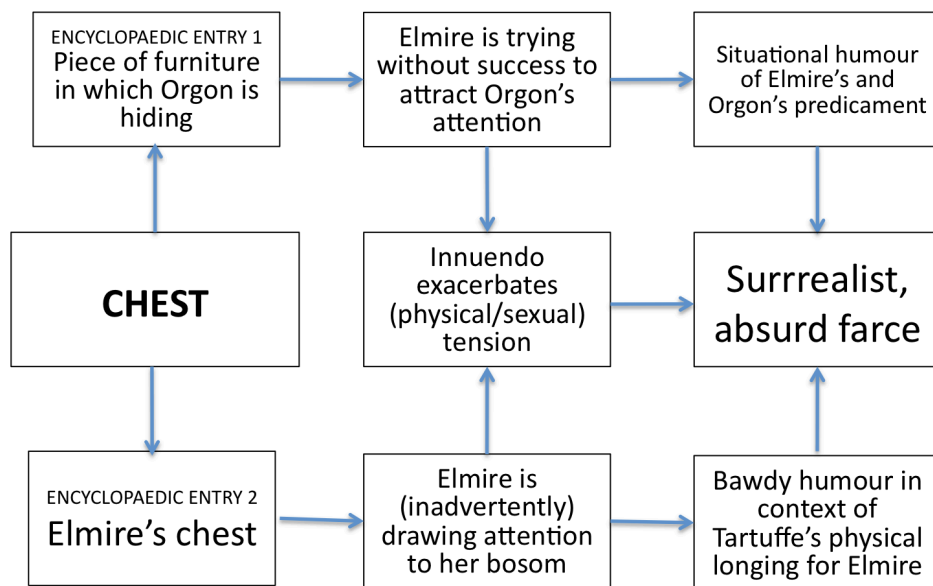 ENCYCLOPAEDIC ENTRY 1
Piece of furniture
in which Orgon is
hiding
Elmire is trying
without success to
attract Orgon's
attention
Situational humour
of Elmire's and
Orgon's predicament
CHEST
Innuendo
exacerbates
(physical/sexual)
tension
Surrrealist,
absurd farce
ENCYCLOPAEDIC ENTRY 2
Elmire's chest
Elmire is
(inadvertently)
drawing attention
to her bosom
Bawdy humour in
context of
Tartuffe's physical
longing for Elmire